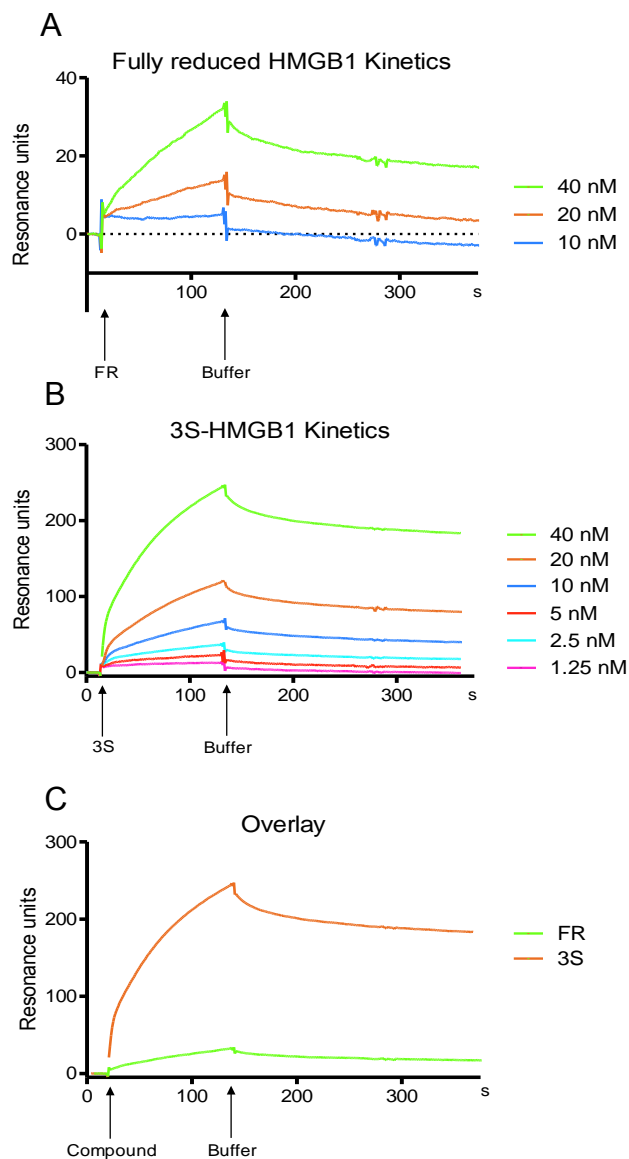 A
Fully reduced HMGB1 Kinetics
Resonance units
40
20
0
100
200
300
s
40 nM
20 nM
10 nM
FR
Buffer
B
3S-HMGB1 Kinetics
Resonance units
300
200
100
0
0
100
200
300
s
40 nM
20 nM
10 nM
5 nM
2.5 nM
1.25 nM
3S
Buffer
C
Overlay
Resonance units
300
200
100
0
0
100
200
300
s
FR
3S
Compound
Buffer